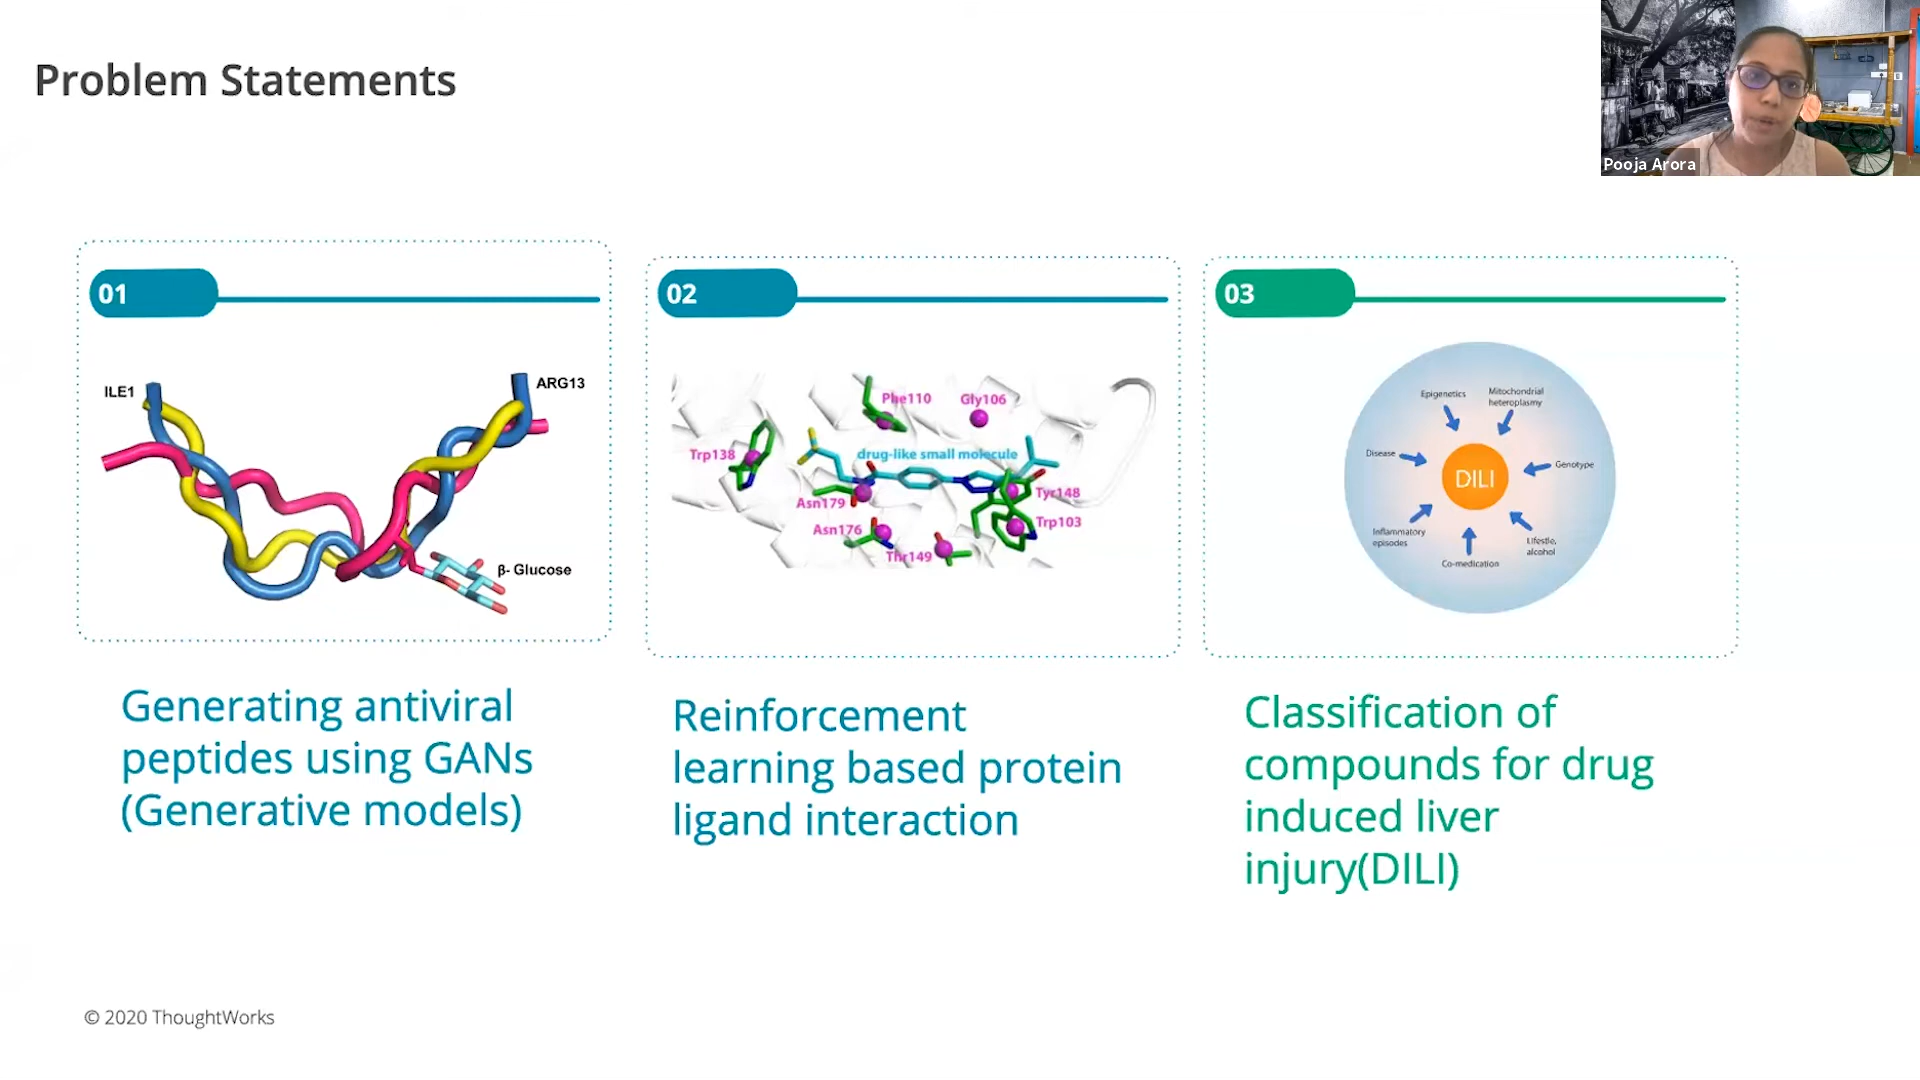 Problem Statements
Pooja Arora
01
ILE1
ARG13
β- Glucose
Generating antiviral
peptides using GANs
(Generative models)
02
Phe110
Gly106
Trp138
drug-like small molecule
Asn179
Tyr148
Asn176
Trp103
Thr149
Reinforcement
learning based protein
ligand interaction
03
Epigenetics
Mitochondrial
heteroplasmy
Disease
Genotype
DILI
Inflammatory
episodes
Lifestle,
alcohol
Co-medication
Classification of
compounds for drug
induced liver
injury(DILI)
© 2020 ThoughtWorks